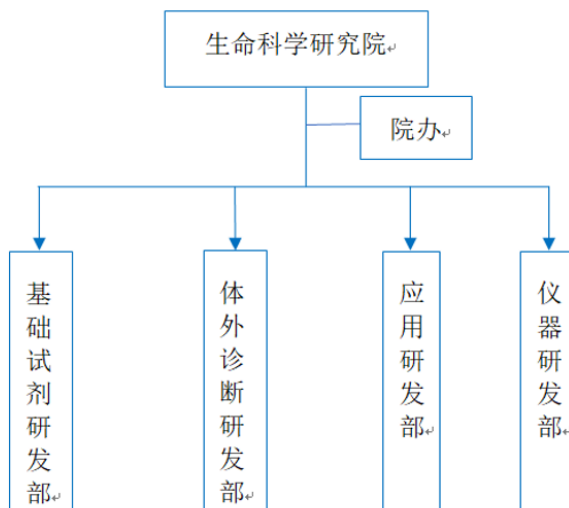 生命科学研究院
院办
基础试剂研发部
体外诊断研发部
应用研发部
仪器研发部